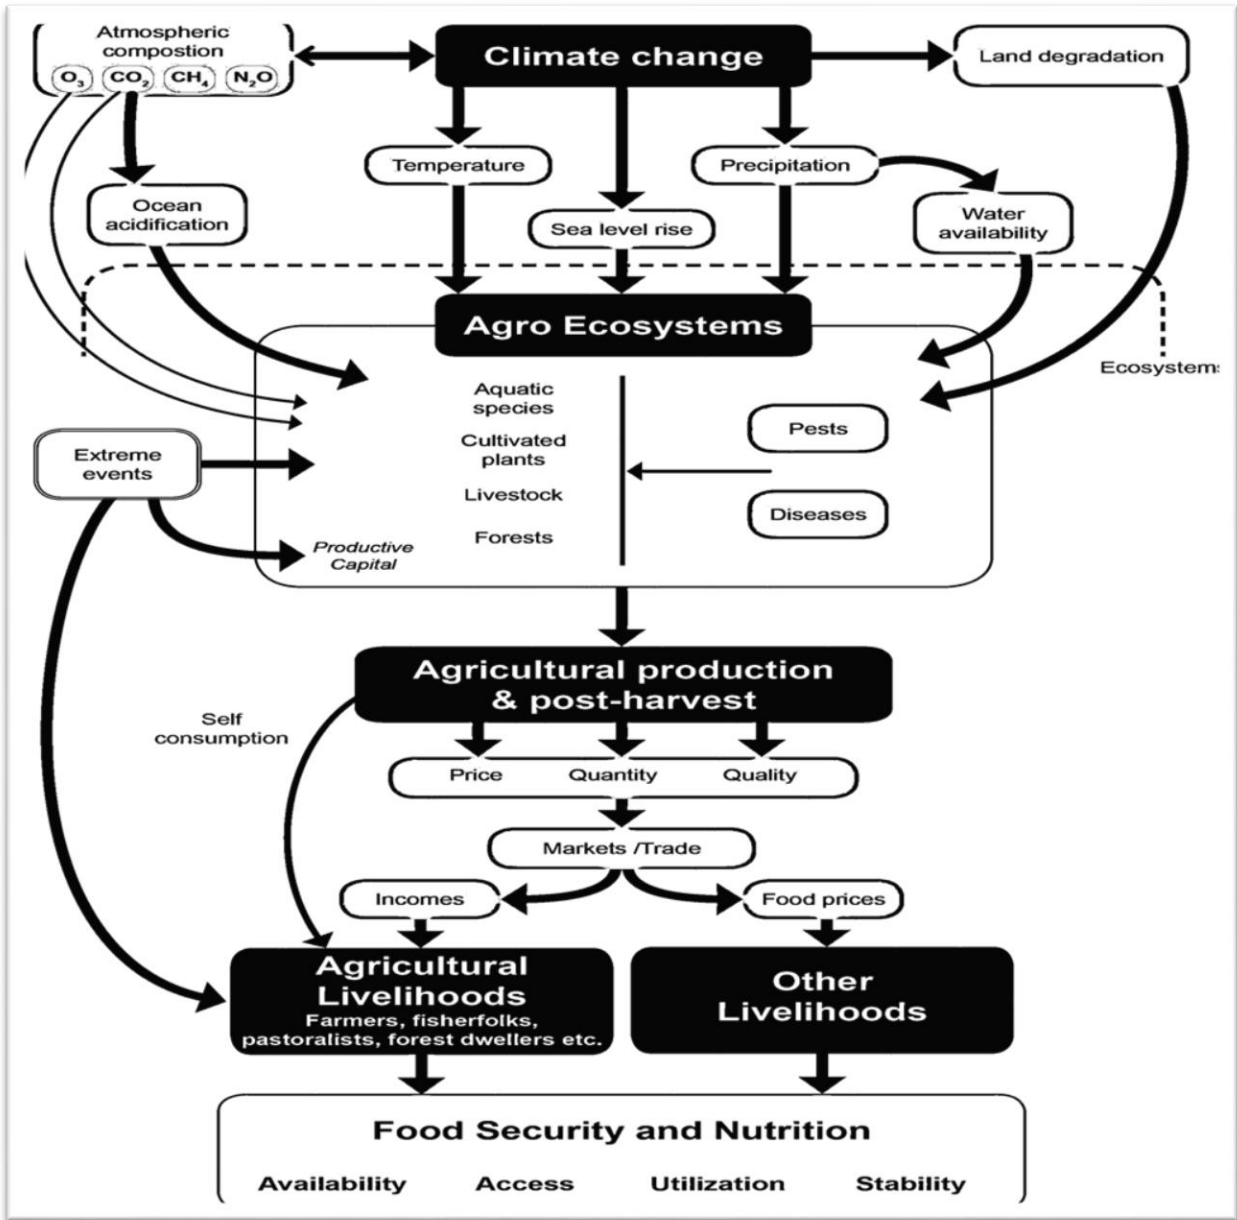 Atmospheric
compostion
O₃ CO₂ CH₄ N₂O
Climate change
Land degradation
Temperature
Precipitation
Ocean
acidification
Sea level rise
Water
availability
Agro Ecosystems
Ecosystem
Aquatic
species
Cultivated
plants
Livestock
Forests
Pests
Diseases
Extreme
events
Productive
Capital
Agricultural production
& post-harvest
Self
consumption
Price Quantity Quality
Markets /Trade
Incomes
Food prices
Agricultural
Livelihoods
Farmers, fisherfolks,
pastoralists, forest dwellers etc.
Other
Livelihoods
Food Security and Nutrition
Availability Access Utilization Stability